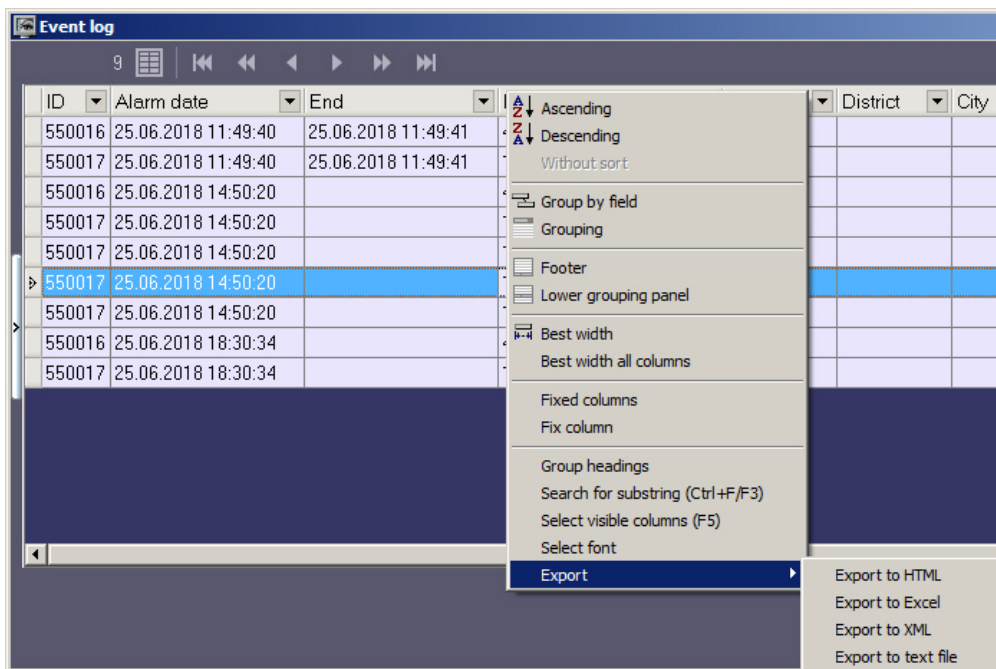 Event log
9
ID Alarm date End District City
550016 25.06.2018 11:49:40 25.06.2018 11:49:41
550017 25.06.2018 11:49:40 25.06.2018 11:49:41
550016 25.06.2018 14:50:20
550017 25.06.2018 14:50:20
550017 25.06.2018 14:50:20
550017 25.06.2018 14:50:20
550017 25.06.2018 14:50:20
550016 25.06.2018 18:30:34
550017 25.06.2018 18:30:34
Ascending
Descending
Without sort
Group by field
Grouping
Footer
Lower grouping panel
Best width
Best width all columns
Fixed columns
Fix column
Group headings
Search for substring (Ctrl+F/F3)
Select visible columns (F5)
Select font
Export
Export to HTML
Export to Excel
Export to XML
Export to text file